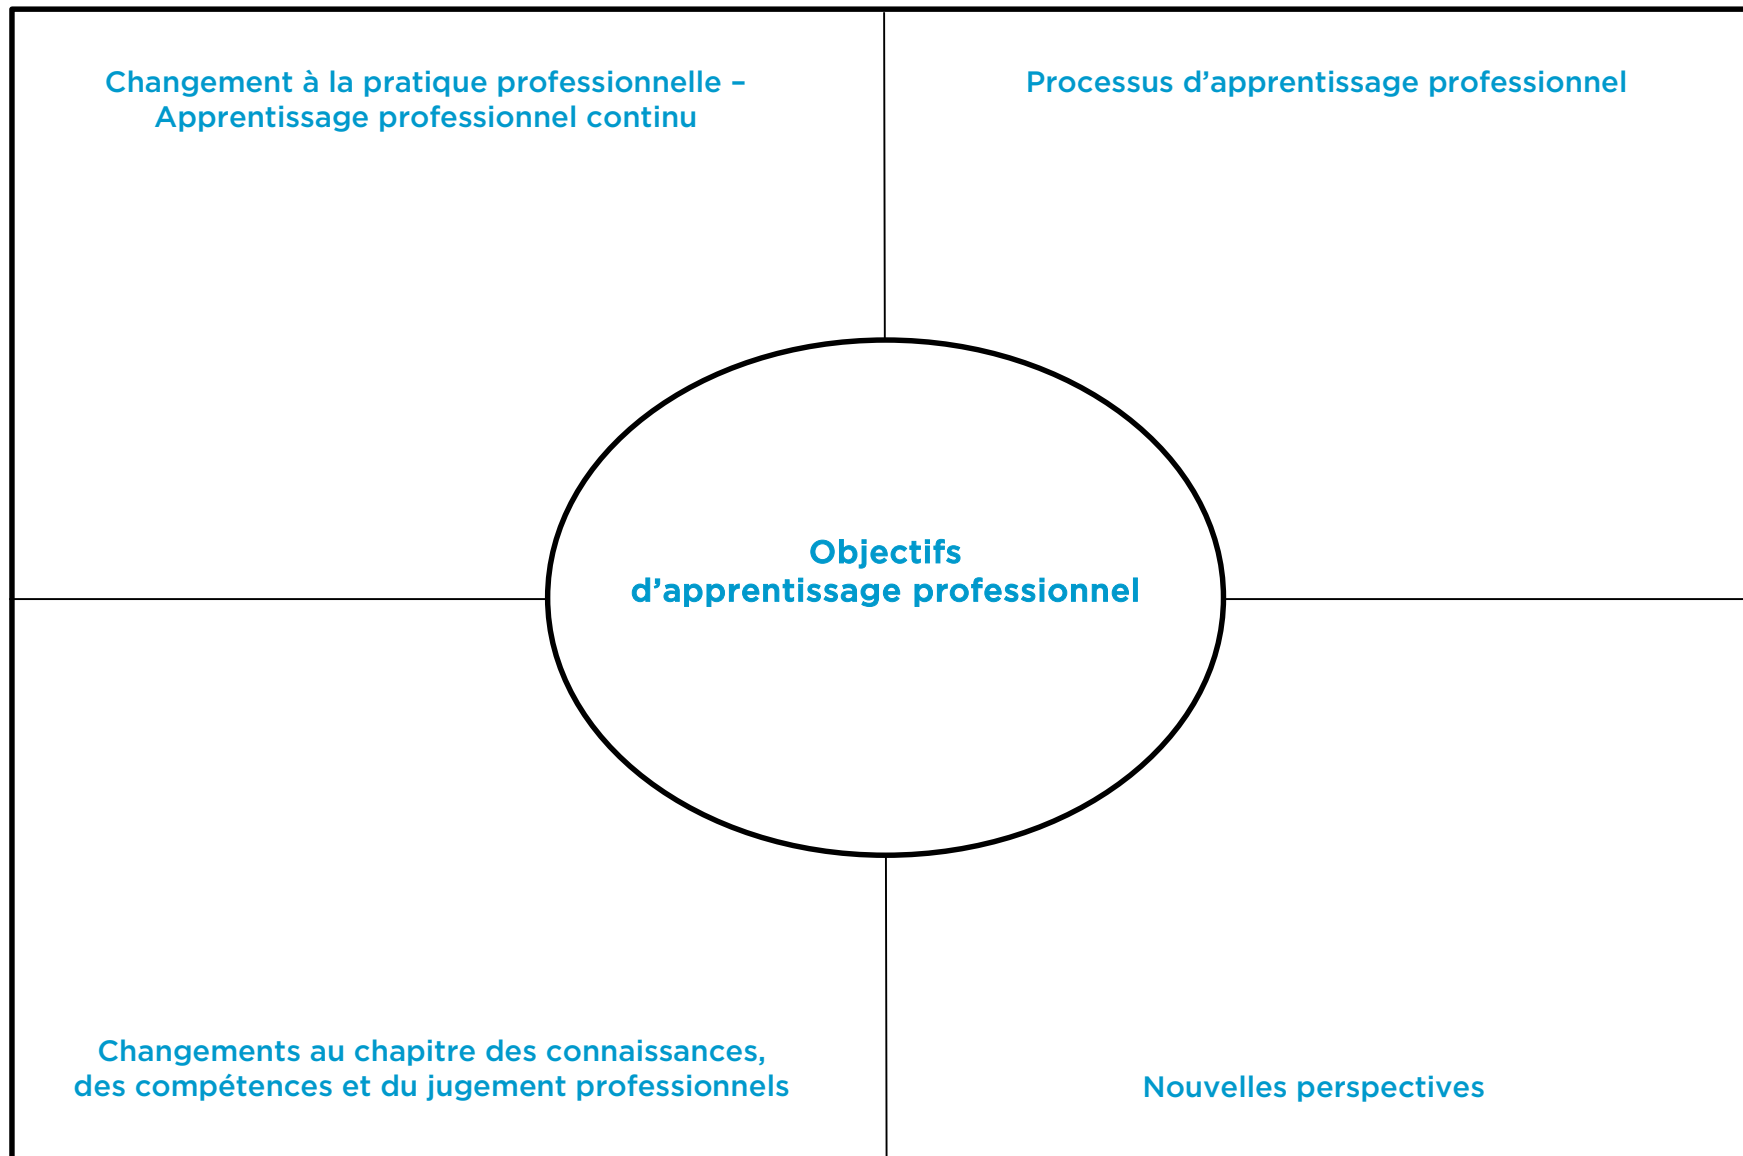 Changement à la pratique professionnelle –
Apprentissage professionnel continu
Processus d’apprentissage professionnel
Objectifs
d’apprentissage professionnel
Changements au chapitre des connaissances,
des compétences et du jugement professionnels
Nouvelles perspectives